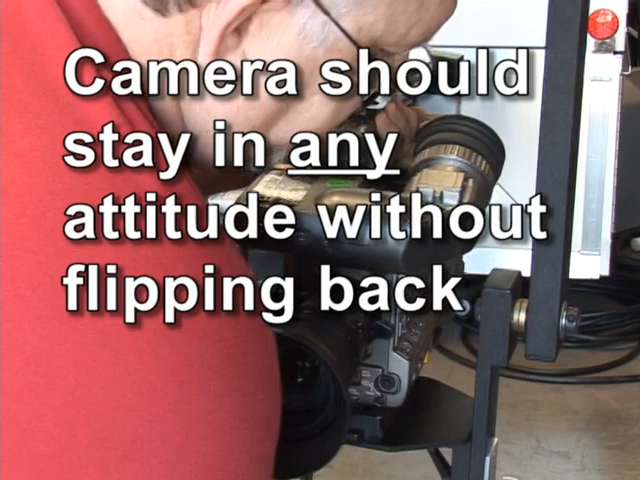 Camera should
stay in any
attitude without
flipping back